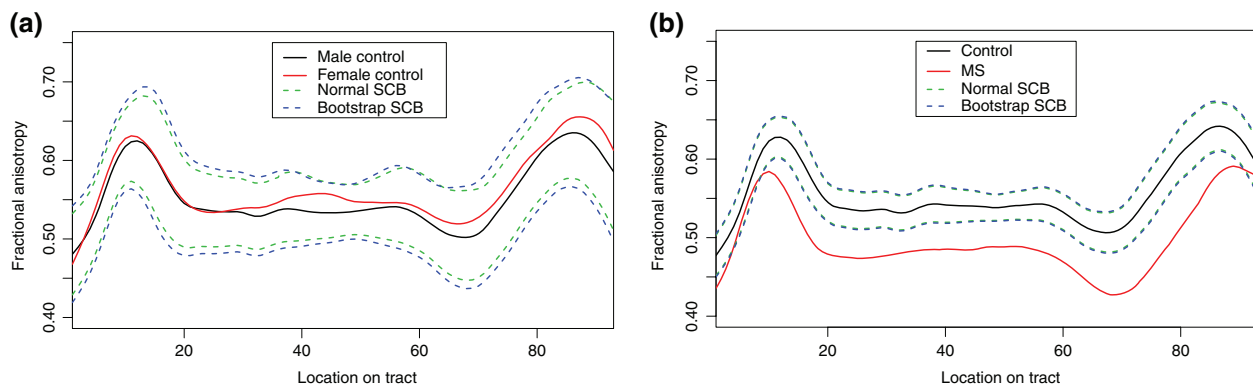 (a)
Male control
Female control
Normal SCB
Bootstrap SCB
Fractional anisotropy
0.70
0.60
0.50
0.40
20
40
60
80
Location on tract
(b)
Control
MS
Normal SCB
Bootstrap SCB
Fractional anisotropy
0.70
0.60
0.50
0.40
20
40
60
80
Location on tract